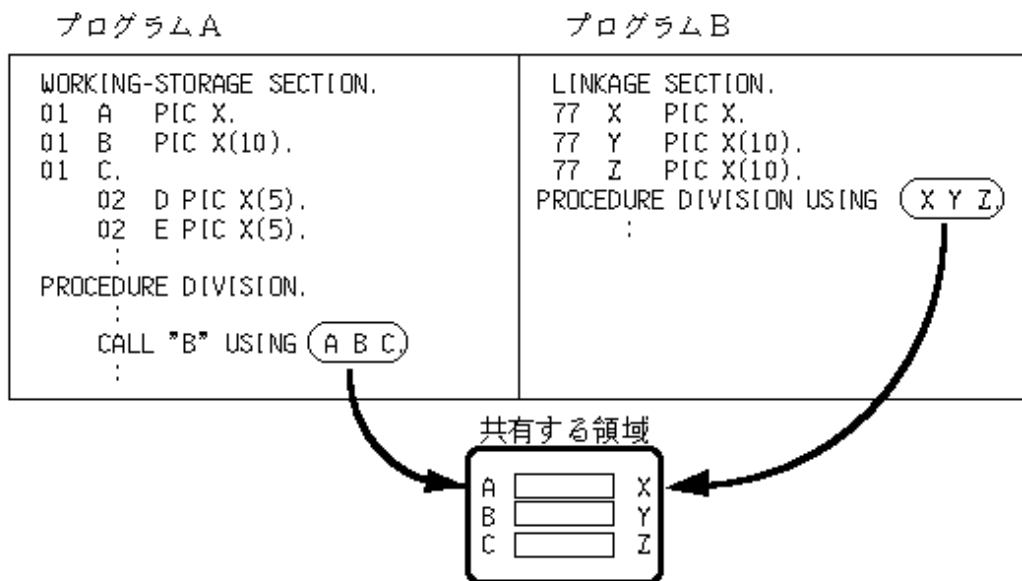 プログラムA
WORKING-STORAGE SECTION.
01 A PIC X.
01 B PIC X(10).
01 C.
02 D PIC X(5).
02 E PIC X(5).
:
PROCEDURE DIVISION.
:
CALL "B" USING A B C.
:
プログラムB
LINKAGE SECTION.
77 X PIC X.
77 Y PIC X(10).
77 Z PIC X(10).
PROCEDURE DIVISION USING X Y Z.
:
共有する領域
A X
B Y
C Z